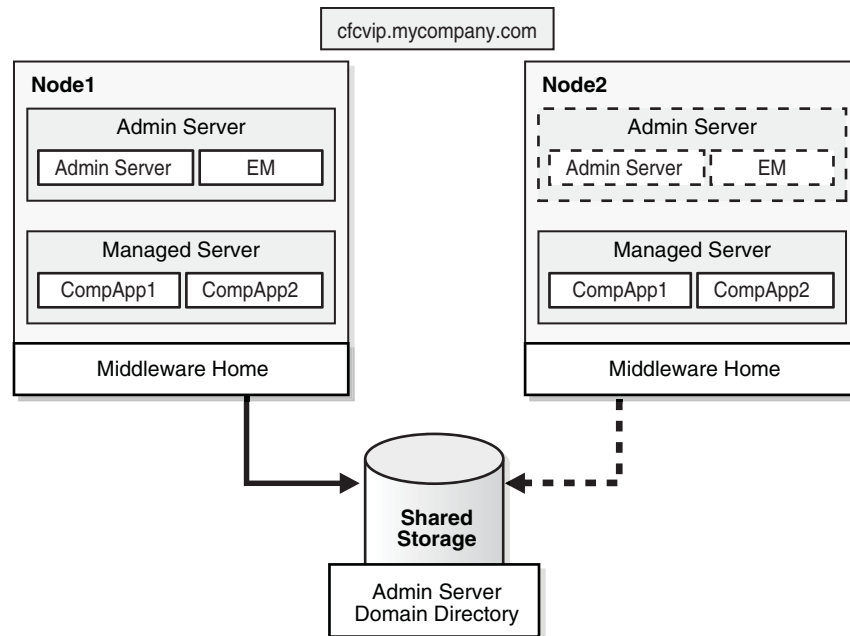 cfcvip.mycompany.com
Node1
Admin Server
Admin Server
EM
Managed Server
CompApp1
CompApp2
Middleware Home
Node2
Admin Server
Admin Server
EM
Managed Server
CompApp1
CompApp2
Middleware Home
Shared
Storage
Admin Server
Domain Directory